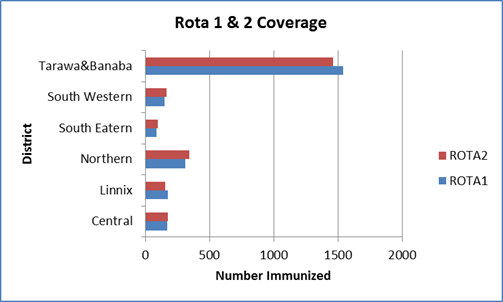 Rota 1 & 2 Coverage
Tarawa&Banaba
South Western
South Eatern
Northern
Linnix
Central
District
0 500 1000 1500 2000
Number Immunized
ROTA2
ROTA1